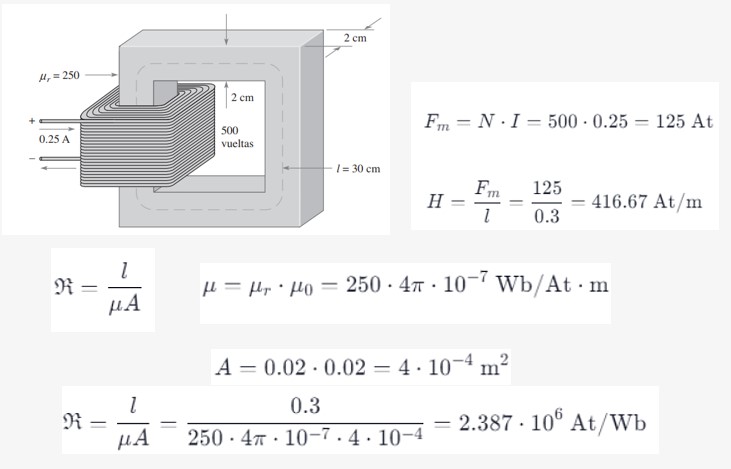 2 cm
μr = 250
2 cm
+
0.25 A
500
vueltas
−
l = 30 cm
Fm = N · I = 500 · 0.25 = 125 At
H = Fm / l = 125 / 0.3 = 416.67 At/m
ℜ = l / μA
μ = μr · μ0 = 250 · 4π · 10⁻⁷ Wb/At · m
A = 0.02 · 0.02 = 4 · 10⁻⁴ m²
ℜ = l / μA = 0.3 / 250 · 4π · 10⁻⁷ · 4 · 10⁻⁴ = 2.387 · 10⁶ At/Wb